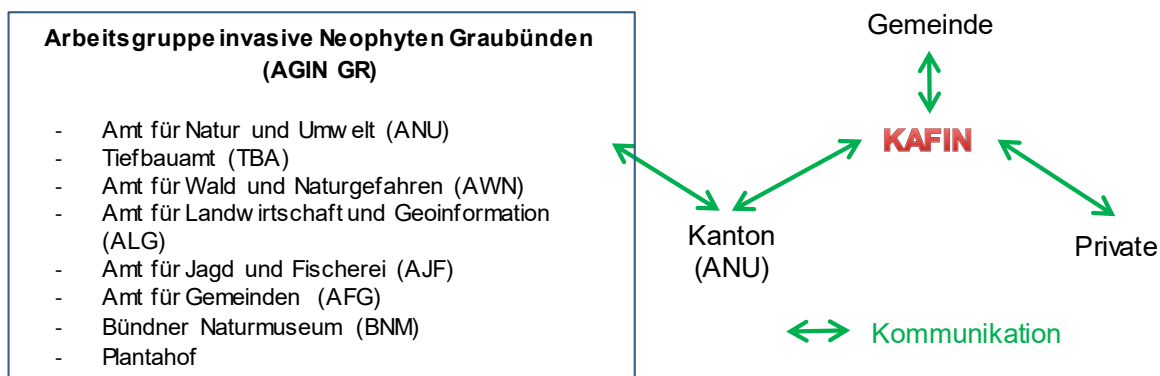 Arbeitsgruppe invasive Neophyten Graubünden
(AGIN GR)
- Amt für Natur und Umwelt (ANU)
- Tiefbauamt (TBA)
- Amt für Wald und Naturgefahren (AWN)
- Amt für Landwirtschaft und Geoinformation
(ALG)
- Amt für Jagd und Fischerei (AJF)
- Amt für Gemeinden (AFG)
- Bündner Naturmuseum (BNM)
- Plantahof
Gemeinde
KAFIN
Kanton
(ANU)
Private
Kommunikation